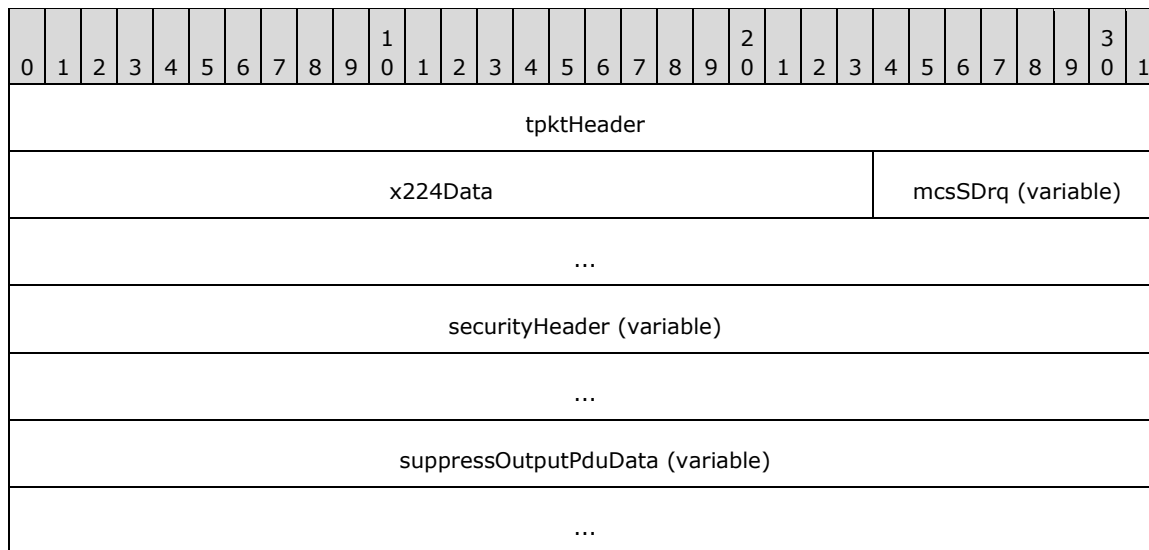 1 2 3
0 1 2 3 4 5 6 7 8 9 0 1 2 3 4 5 6 7 8 9 0 1 2 3 4 5 6 7 8 9 0 1
tpktHeader
x224Data mcsSDrq (variable)
...
securityHeader (variable)
...
suppressOutputPduData (variable)
...